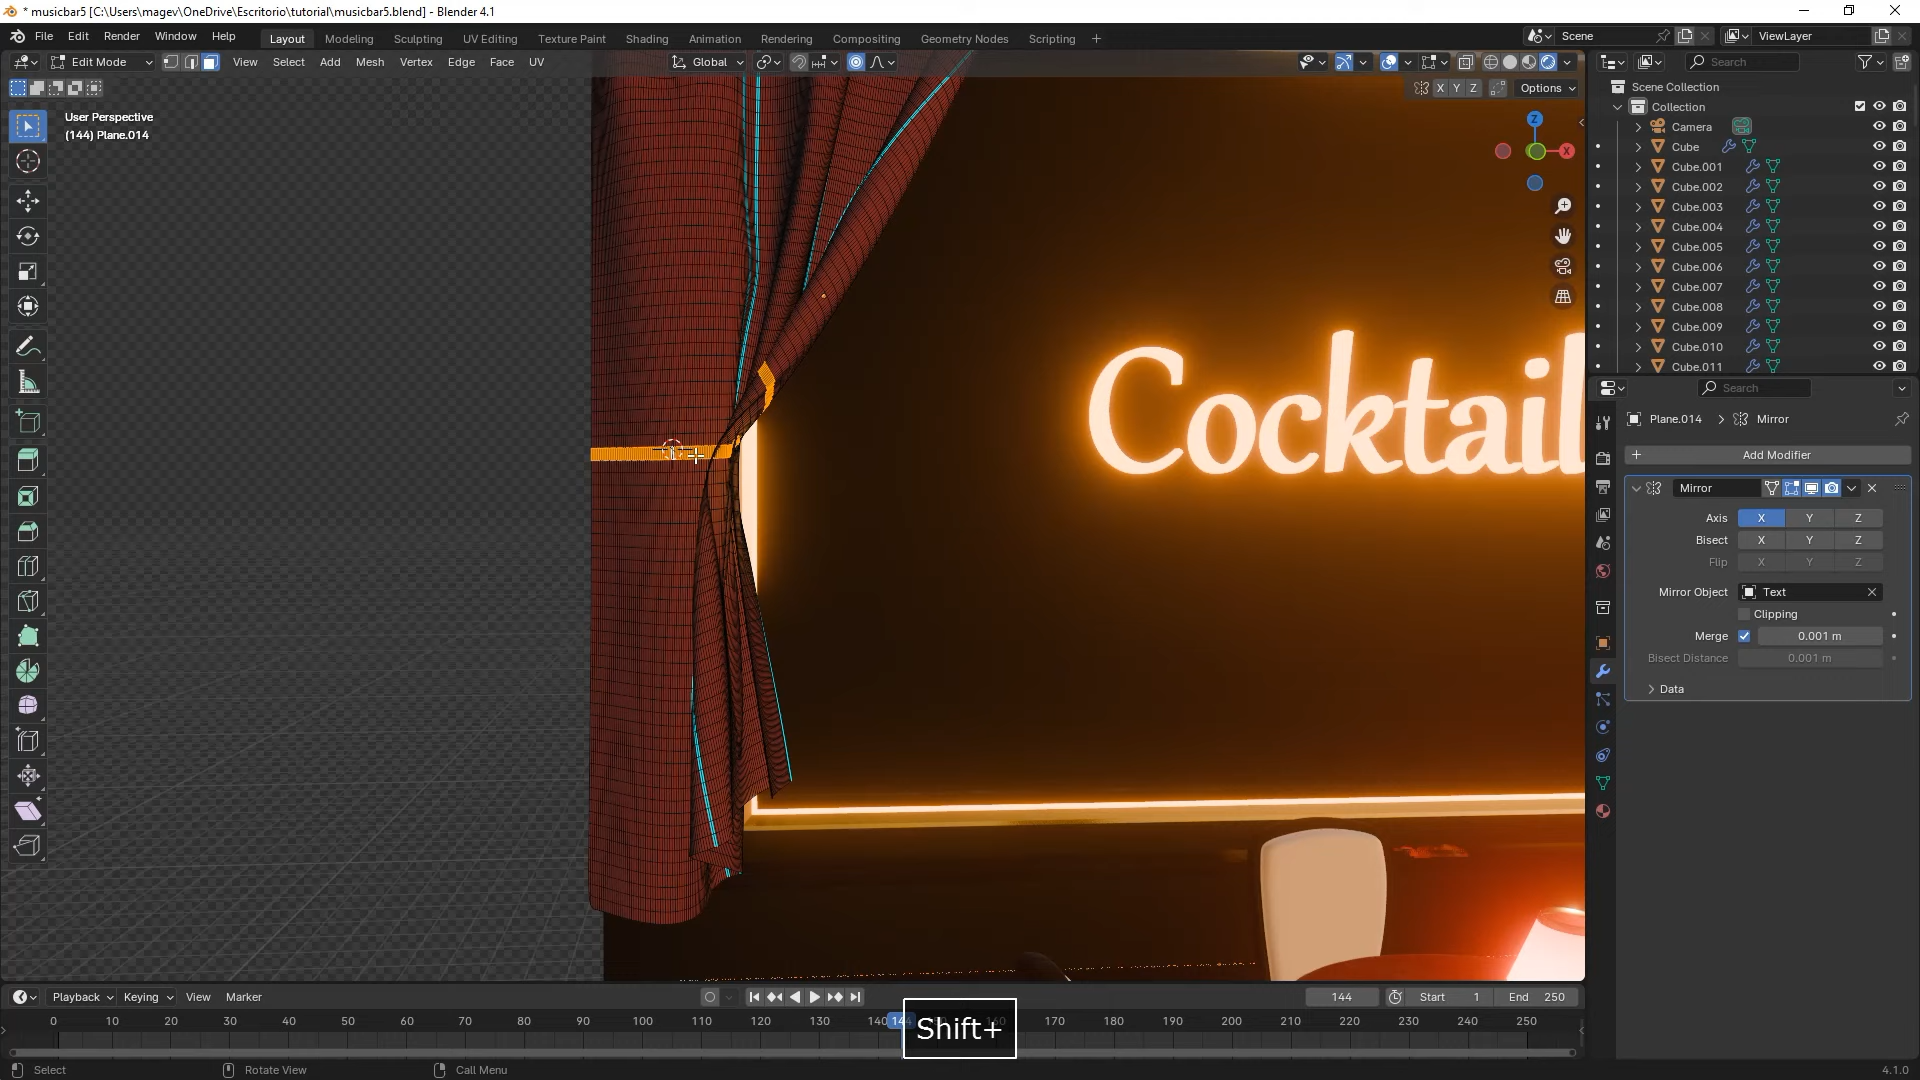 * musicbar5 [C:\Users\magev\OneDrive\Escritorio\tutorial\musicbar5.blend] - Blender 4.1
File Edit Render Window Help
Layout Modeling Sculpting UV Editing Texture Paint Shading Animation Rendering Compositing Geometry Nodes Scripting +
Scene ViewLayer
Edit Mode View Select Add Mesh Vertex Edge Face UV Global
Search
X Y Z Options
User Perspective
(144) Plane.014
Z
X
Cocktail
Scene Collection
Collection
Camera
Cube
Cube.001
Cube.002
Cube.003
Cube.004
Cube.005
Cube.006
Cube.007
Cube.008
Cube.009
Cube.010
Cube.011
Search
Plane.014 > Mirror
+ Add Modifier
Mirror
Axis X Y Z
Bisect X Y Z
Flip X Y Z
Mirror Object Text
Clipping
Merge 0.001 m
Bisect Distance 0.001 m
Data
Playback Keying View Marker
144 Start 1 End 250
0 10 20 30 40 50 60 70 80 90 100 110 120 130 140 144 160 170 180 190 200 210 220 230 240 250
Shift+
Select Rotate View Call Menu 4.1.0